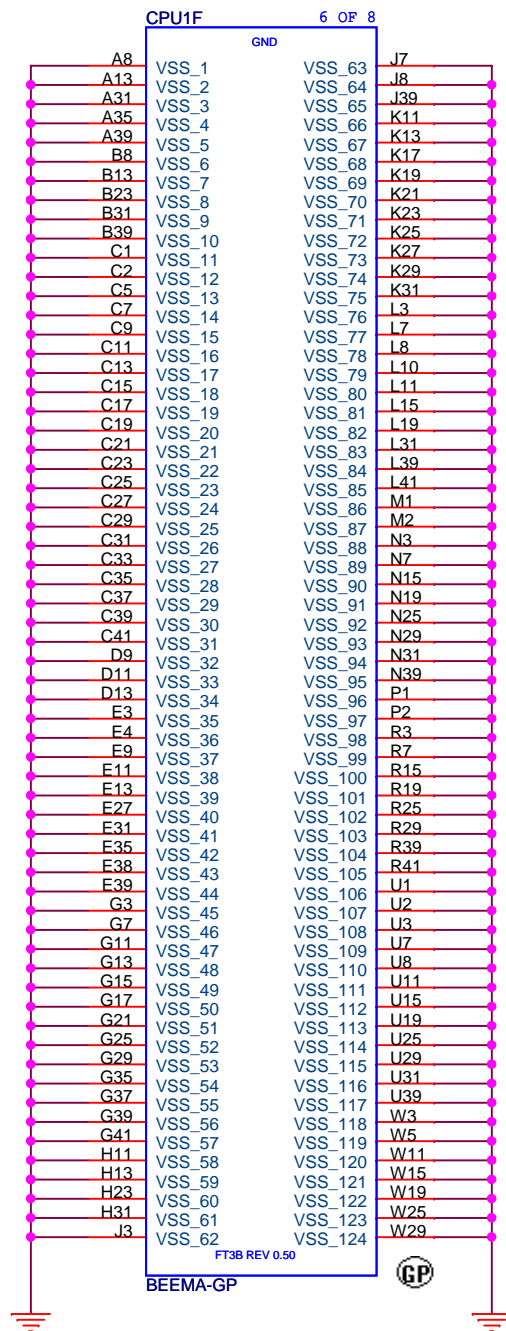 CPU1F 6 OF 8
GND
A8 VSS_1 VSS_63 J7
A13 VSS_2 VSS_64 J8
A31 VSS_3 VSS_65 J39
A35 VSS_4 VSS_66 K11
A39 VSS_5 VSS_67 K13
B8 VSS_6 VSS_68 K17
B13 VSS_7 VSS_69 K19
B23 VSS_8 VSS_70 K21
B31 VSS_9 VSS_71 K23
B39 VSS_10 VSS_72 K25
C1 VSS_11 VSS_73 K27
C2 VSS_12 VSS_74 K29
C5 VSS_13 VSS_75 K31
C7 VSS_14 VSS_76 L3
C9 VSS_15 VSS_77 L7
C11 VSS_16 VSS_78 L8
C13 VSS_17 VSS_79 L10
C15 VSS_18 VSS_80 L11
C17 VSS_19 VSS_81 L15
C19 VSS_20 VSS_82 L19
C21 VSS_21 VSS_83 L31
C23 VSS_22 VSS_84 L39
C25 VSS_23 VSS_85 L41
C27 VSS_24 VSS_86 M1
C29 VSS_25 VSS_87 M2
C31 VSS_26 VSS_88 N3
C33 VSS_27 VSS_89 N7
C35 VSS_28 VSS_90 N15
C37 VSS_29 VSS_91 N19
C39 VSS_30 VSS_92 N25
C41 VSS_31 VSS_93 N29
D9 VSS_32 VSS_94 N31
D11 VSS_33 VSS_95 N39
D13 VSS_34 VSS_96 P1
E3 VSS_35 VSS_97 P2
E4 VSS_36 VSS_98 R3
E9 VSS_37 VSS_99 R7
E11 VSS_38 VSS_100 R15
E13 VSS_39 VSS_101 R19
E27 VSS_40 VSS_102 R25
E31 VSS_41 VSS_103 R29
E35 VSS_42 VSS_104 R39
E38 VSS_43 VSS_105 R41
E39 VSS_44 VSS_106 U1
G3 VSS_45 VSS_107 U2
G7 VSS_46 VSS_108 U3
G11 VSS_47 VSS_109 U7
G13 VSS_48 VSS_110 U8
G15 VSS_49 VSS_111 U11
G17 VSS_50 VSS_112 U15
G21 VSS_51 VSS_113 U19
G25 VSS_52 VSS_114 U25
G29 VSS_53 VSS_115 U29
G35 VSS_54 VSS_116 U31
G37 VSS_55 VSS_117 U39
G39 VSS_56 VSS_118 W3
G41 VSS_57 VSS_119 W5
H11 VSS_58 VSS_120 W11
H13 VSS_59 VSS_121 W15
H23 VSS_60 VSS_122 W19
H31 VSS_61 VSS_123 W25
J3 VSS_62 VSS_124 W29
FT3B REV 0.50
GP
BEEMA-GP